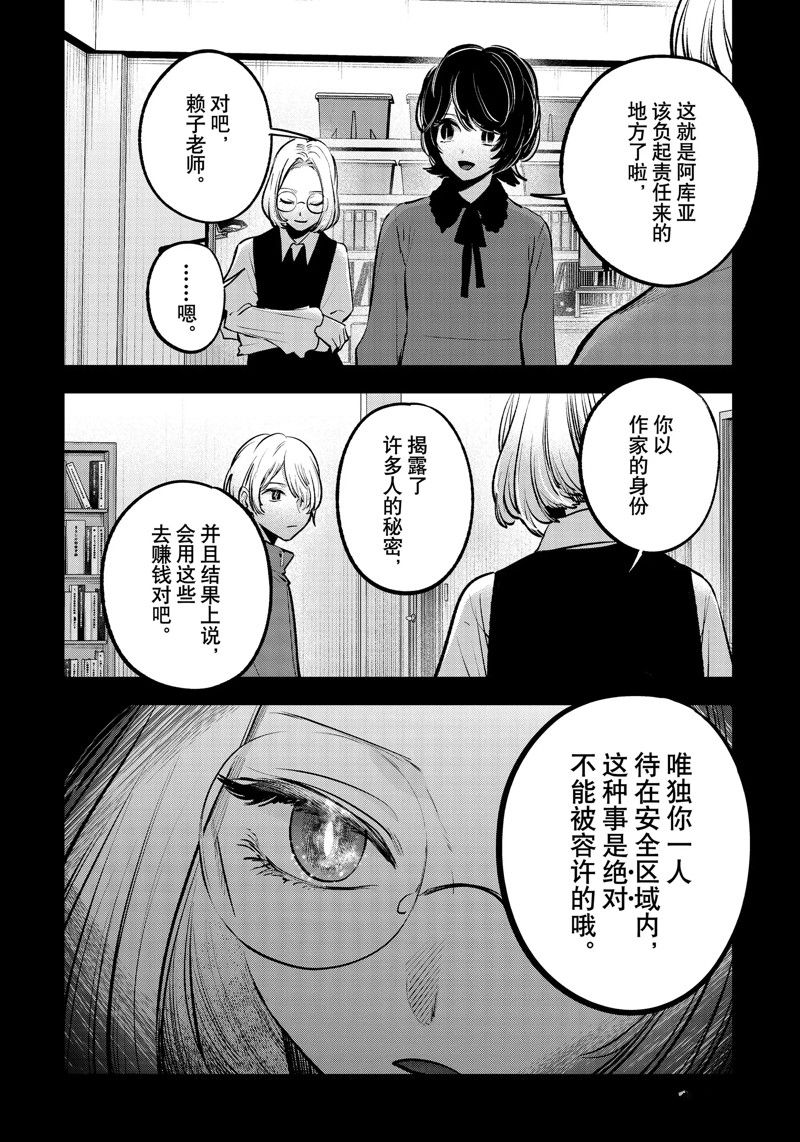 这就是阿库亚
该负起责任来的
地方了啦，
对吧，
赖子老师。
……嗯。
你以
作家的身份
揭露了
许多人的秘密，
并且结果上说，
会用这些
去赚钱对吧。
唯独你一人
待在安全区域内，
这种事是绝对
不能被容许的哦。